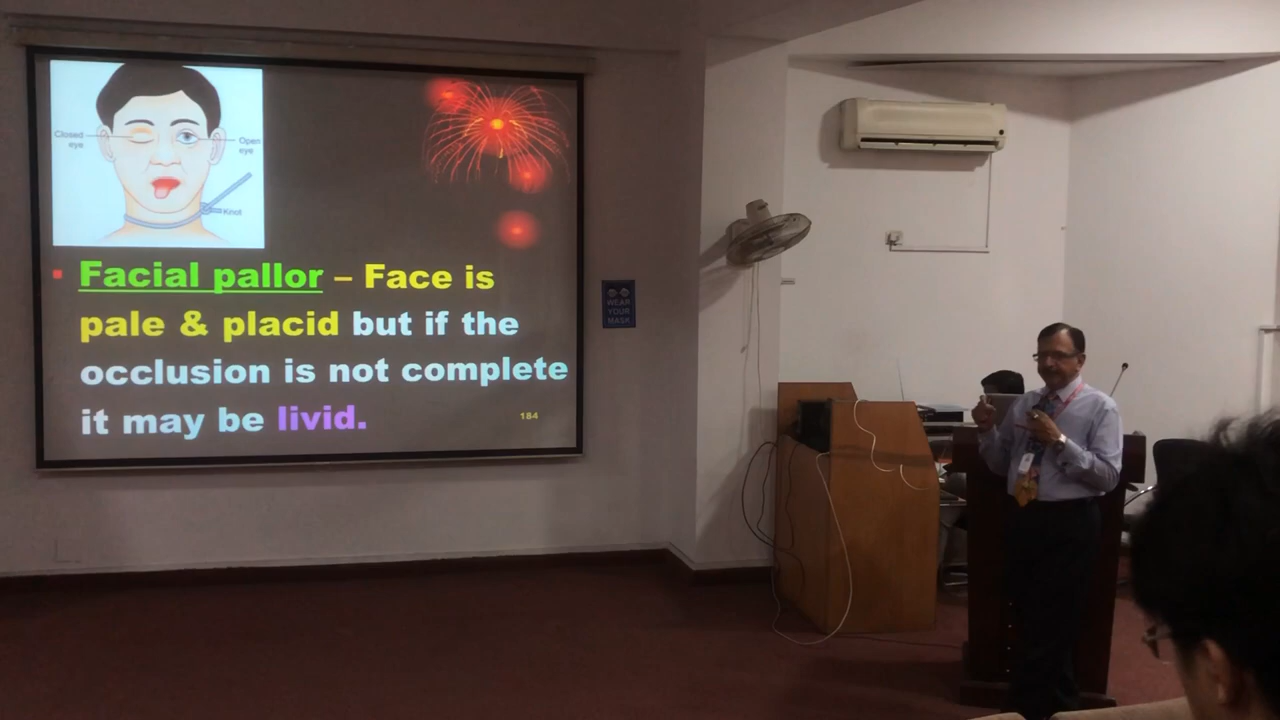 Closed
eye
Open
eye
Knot
Facial pallor – Face is
pale & placid but if the
occlusion is not complete
it may be livid.
184
WEAR
YOUR
MASK